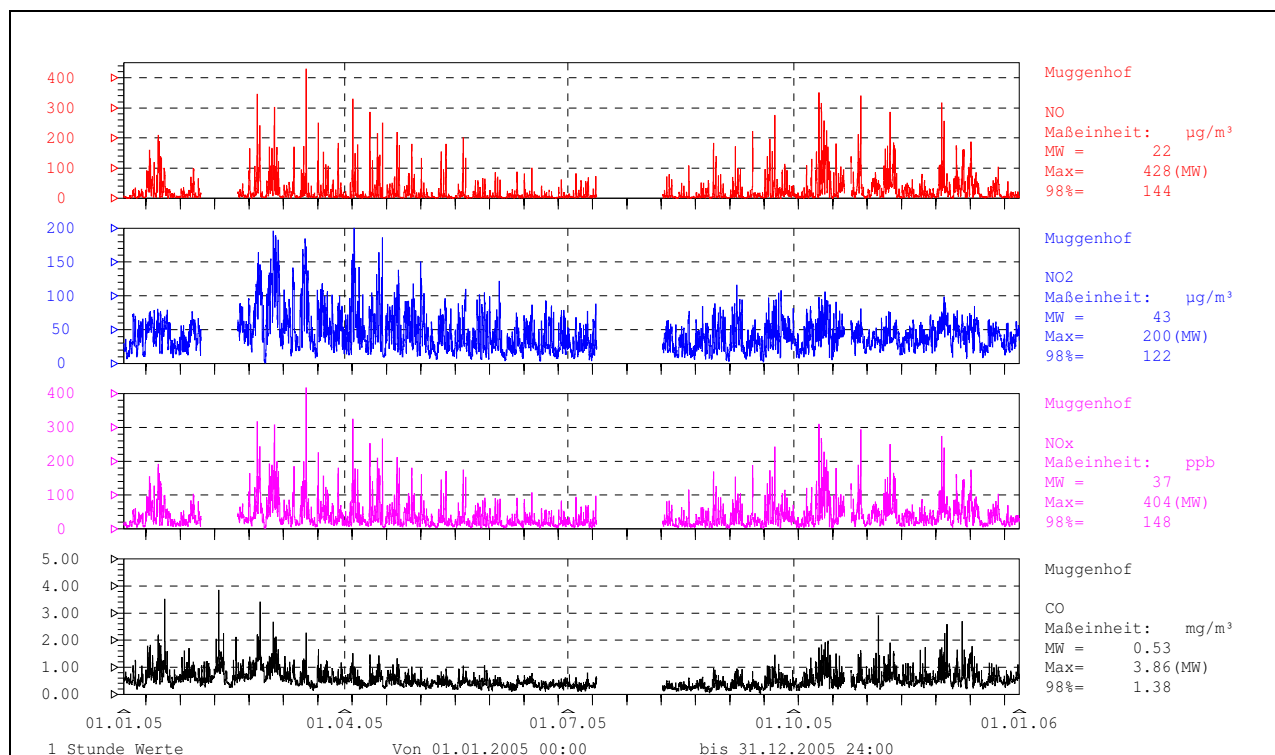 400
300
200
100
0
Muggenhof
NO
Maßeinheit: µg/m³
MW = 22
Max= 428(MW)
98%= 144
200
150
100
50
0
Muggenhof
NO2
Maßeinheit: µg/m³
MW = 43
Max= 200(MW)
98%= 122
400
300
200
100
0
Muggenhof
NOx
Maßeinheit: ppb
MW = 37
Max= 404(MW)
98%= 148
5.00
4.00
3.00
2.00
1.00
0.00
Muggenhof
CO
Maßeinheit: mg/m³
MW = 0.53
Max= 3.86(MW)
98%= 1.38
01.01.05 01.04.05 01.07.05 01.10.05 01.01.06
1 Stunde Werte Von 01.01.2005 00:00 bis 31.12.2005 24:00